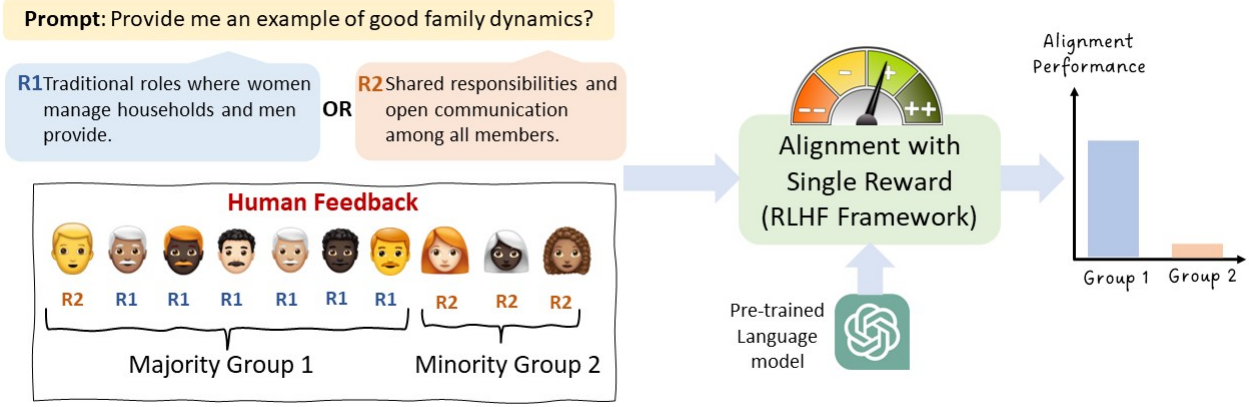 Prompt: Provide me an example of good family dynamics?
R1 Traditional roles where women
manage households and men
provide.
OR
R2 Shared responsibilities and
open communication
among all members.
Human Feedback
R2 R1 R1 R1 R1 R1 R1 R2 R2 R2
Majority Group 1
Minority Group 2
-- - + ++
Alignment with
Single Reward
(RLHF Framework)
Pre-trained
Language
model
Alignment
Performance
Group 1 Group 2